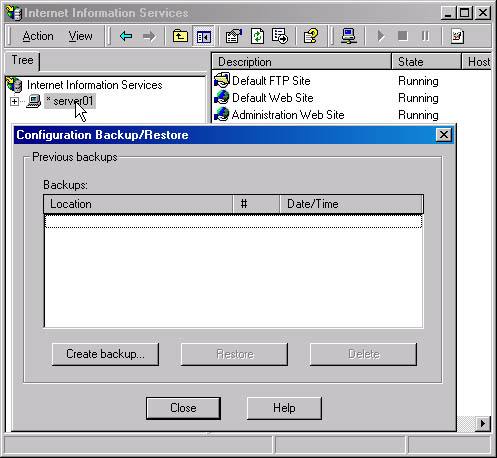 Internet Information Services
Action View
Tree
Description State Host
Internet Information Services
* server01
Default FTP Site Running
Default Web Site Running
Administration Web Site Running
Configuration Backup/Restore
Previous backups
Backups:
Location # Date/Time
Create backup... Restore Delete
Close Help